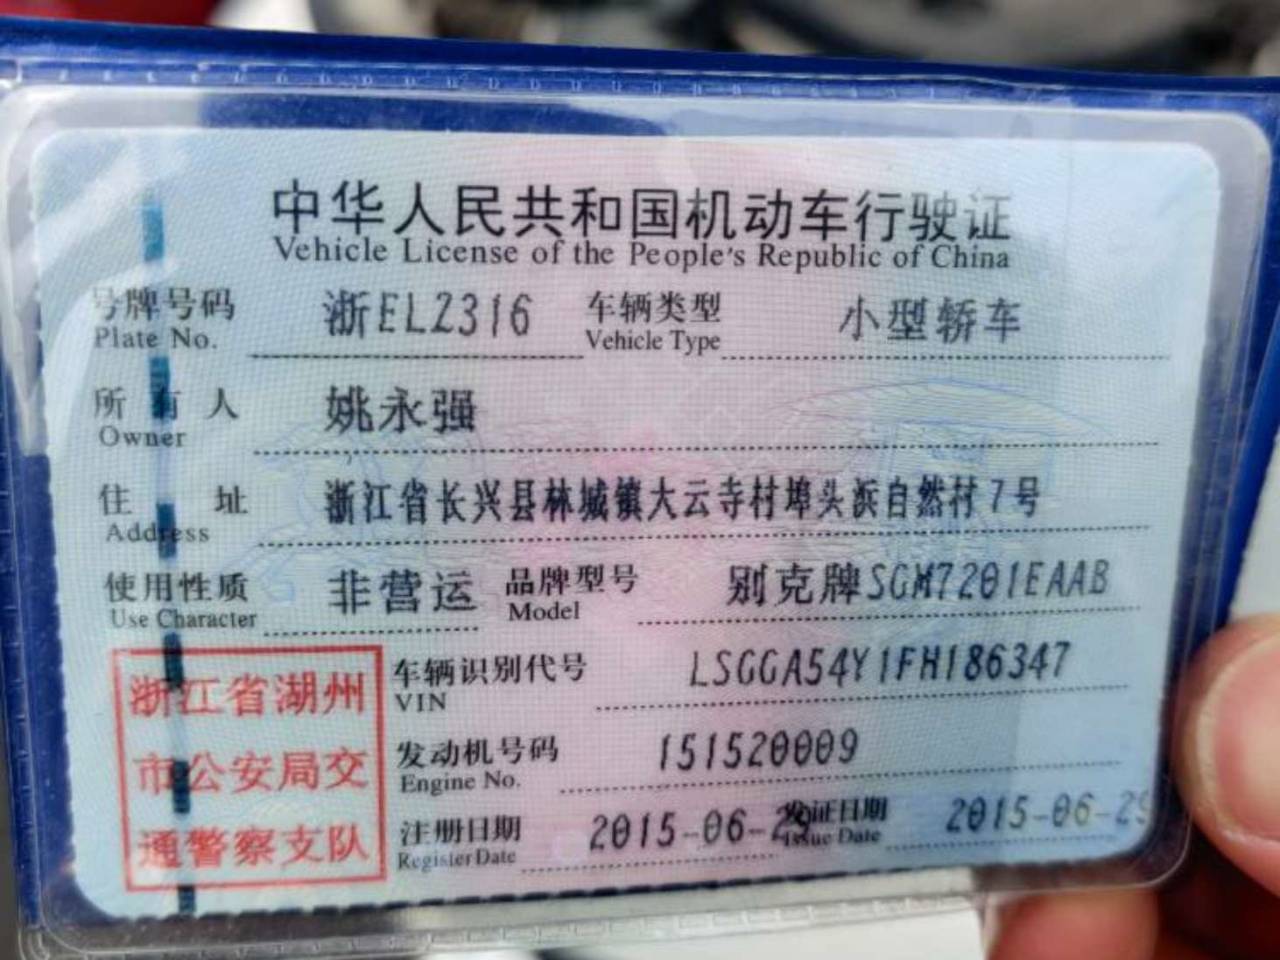 中华人民共和国机动车行驶证
Vehicle License of the People's Republic of China
号牌号码 浙EL2316 车辆类型 小型轿车
Plate No. Vehicle Type
所有人 姚永强
Owner
住址 浙江省长兴县林城镇大云寺村埠头浜自然村7号
Address
使用性质 非营运 品牌型号 别克牌SGM7201EAAB
Use Character Model
车辆识别代号 LSGGA54Y1FH186347
VIN
发动机号码 151520009
Engine No.
注册日期 2015-06-29 发证日期 2015-06-29
Register Date Issue Date
浙江省湖州
市公安局交
通警察支队